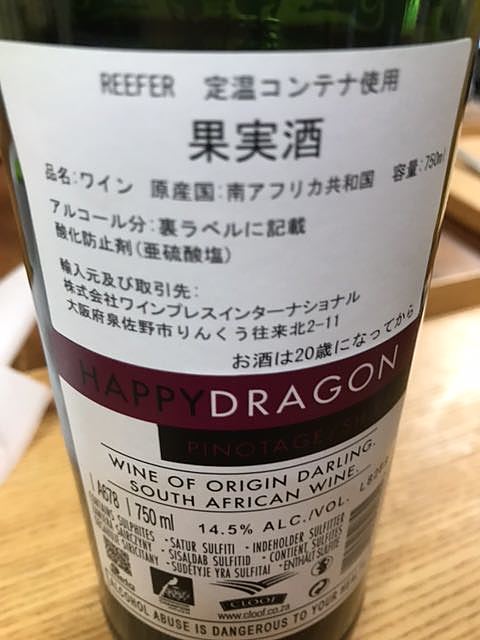 REEFER 定温コンテナ使用
果実酒
品名:ワイン 原産国:南アフリカ共和国 容量:750ml
アルコール分:裏ラベルに記載
酸化防止剤(亜硫酸塩)
輸入元及び取引先:
株式会社ワインプレスインターナショナル
大阪府泉佐野市りんくう往来北2-11
お酒は20歳になってから
HAPPYDRAGON
PINOTAGE/
WINE OF ORIGIN DARLING.
SOUTH AFRICAN WINE.
A678 750 ml 14.5% ALC./VOL.
CONTAINS SULPHITES
•SATUR SULFITI •INDEHOLDER SULFITTER
•SISALDAB SULFITID •CONTIENT SULFITES
•SUDĖTYJE YRA SULFITAI •ENTHÅLT SULFITE
CLOOF
www.cloof.co.za
ALCOHOL ABUSE IS DANGEROUS TO YOUR HEALTH